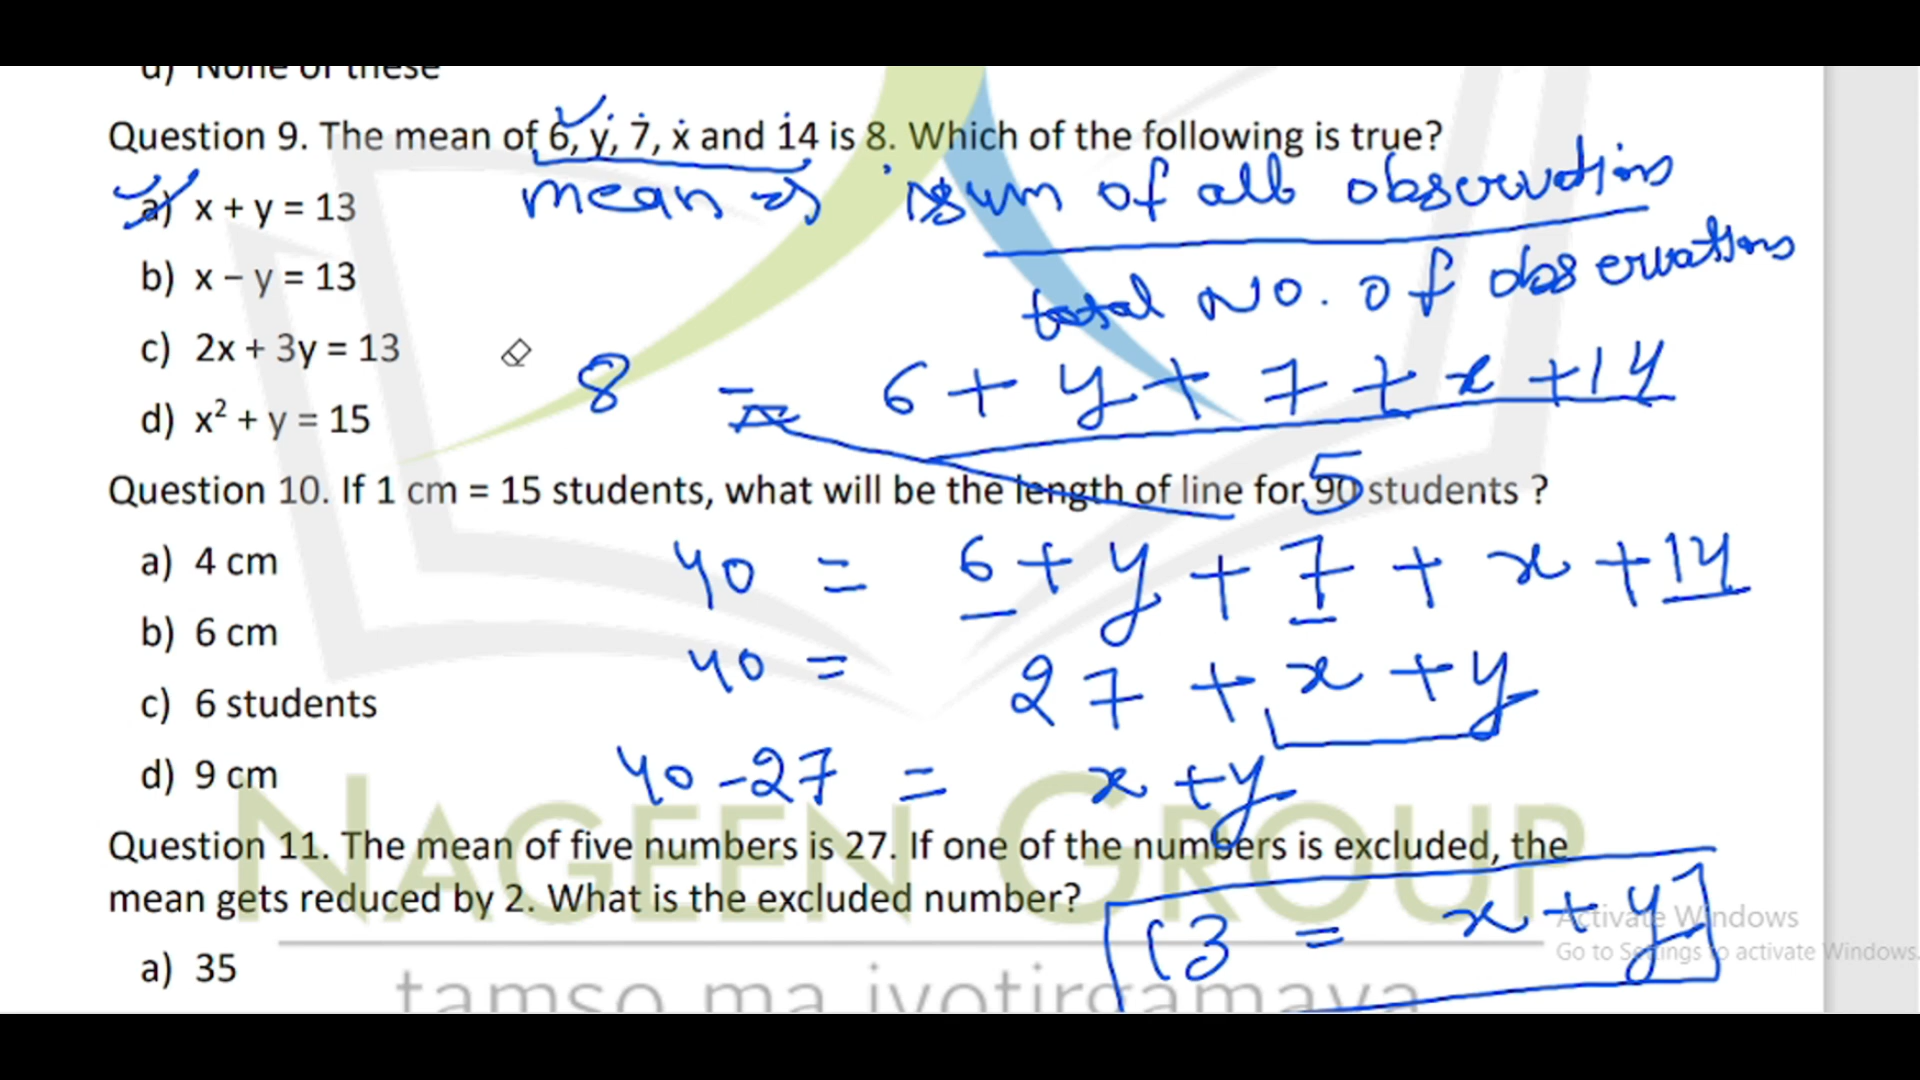 d) None of these
Question 9. The mean of 6, y, 7, x and 14 is 8. Which of the following is true?
a) x + y = 13
mean => sum of all observations
total No. of observations
b) x – y = 13
c) 2x + 3y = 13
8 = 6 + y + 7 + x + 14
5
d) x² + y = 15
Question 10. If 1 cm = 15 students, what will be the length of line for 90 students ?
a) 4 cm
40 = 6 + y + 7 + x + 14
b) 6 cm
40 = 27 + x + y
c) 6 students
d) 9 cm
40 - 27 = x + y
NAGEEN GROUP
Question 11. The mean of five numbers is 27. If one of the numbers is excluded, the
mean gets reduced by 2. What is the excluded number?
13 = x + y
Activate Windows
Go to Settings to activate Windows.
a) 35
tamso ma jyotirgamaya